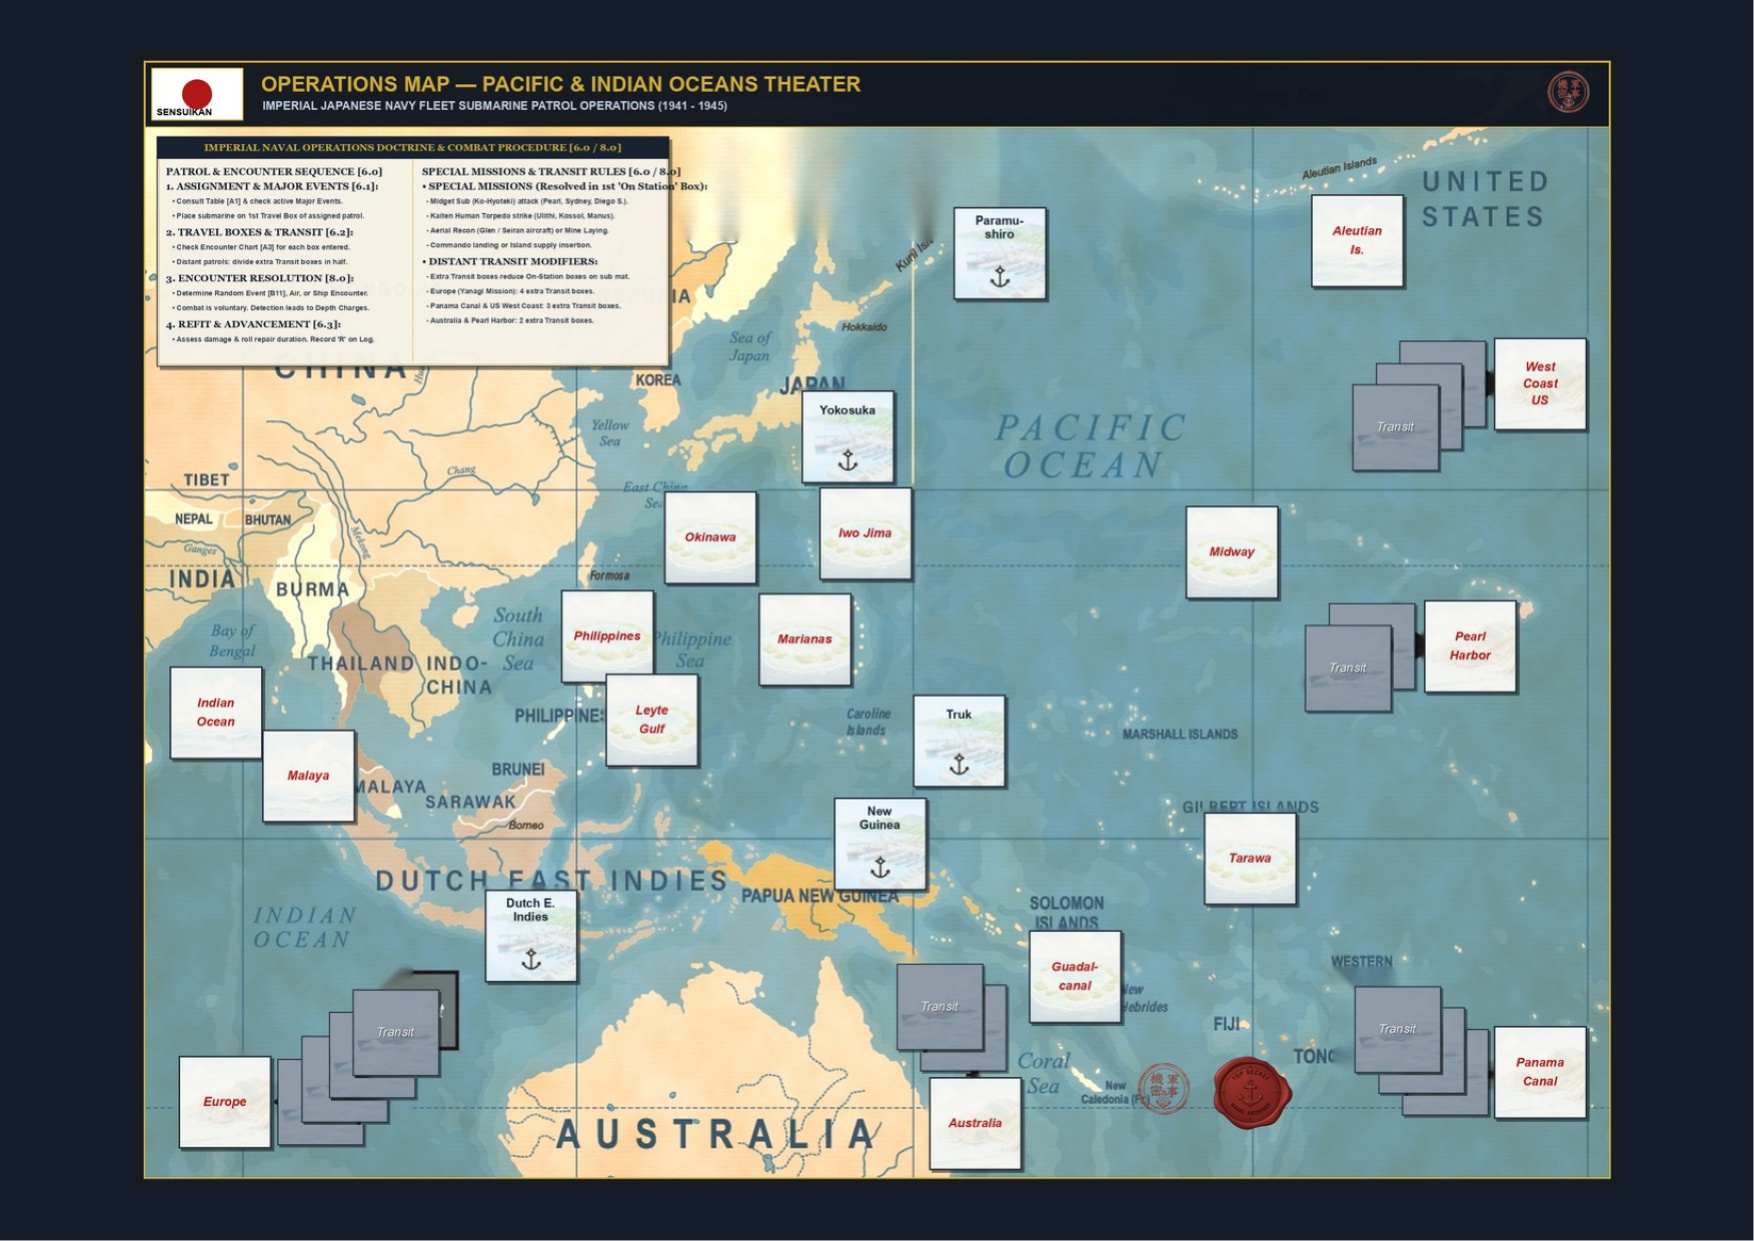 SENSUIKAN
OPERATIONS MAP — PACIFIC & INDIAN OCEANS THEATER
IMPERIAL JAPANESE NAVY FLEET SUBMARINE PATROL OPERATIONS (1941 - 1945)
IMPERIAL NAVAL OPERATIONS DOCTRINE & COMBAT PROCEDURE [6.0 / 8.0]
PATROL & ENCOUNTER SEQUENCE [6.0]
1. ASSIGNMENT & MAJOR EVENTS [6.1]:
• Consult Table [A1] & check active Major Events.
• Place submarine on 1st Travel Box of assigned patrol.
2. TRAVEL BOXES & TRANSIT [6.2]:
• Check Encounter Chart [A3] for each box entered.
• Distant patrols: divide extra Transit boxes in half.
3. ENCOUNTER RESOLUTION [8.0]:
• Determine Random Event [B11], Air, or Ship Encounter.
• Combat is voluntary. Detection leads to Depth Charges.
4. REFIT & ADVANCEMENT [6.3]:
• Assess damage & roll repair duration. Record 'R' on Log.
SPECIAL MISSIONS & TRANSIT RULES [6.0 / 8.0]
• SPECIAL MISSIONS (Resolved in 1st 'On Station' Box):
- Midget Sub (Ko-Hyoteki) attack (Pearl, Sydney, Diego S.).
- Kaiten Human Torpedo strike (Ulithi, Kossol, Manus).
- Aerial Recon (Glen / Seiran aircraft) or Mine Laying.
- Commando landing or Island supply insertion.
• DISTANT TRANSIT MODIFIERS:
- Extra Transit boxes reduce On-Station boxes on sub mat.
- Europe (Yanagi Mission): 4 extra Transit boxes.
- Panama Canal & US West Coast: 3 extra Transit boxes.
- Australia & Pearl Harbor: 2 extra Transit boxes.
Aleutian Islands
UNITED
STATES
Paramu-
shiro
Aleutian
Is.
Kuril
IA
Hokkaido
Sea of
Japan
CHINA
KOREA
JAPAN
West
Coast
US
Transit
Yokosuka
PACIFIC
OCEAN
Yellow
Sea
Chang
TIBET
East China
NEPAL
BHUTAN
Mekong
Ganges
Okinawa
Iwo Jima
Midway
INDIA
BURMA
Formosa
South
China
Sea
Philippines
Philippine
Sea
Marianas
Bay of
Bengal
THAILAND
INDO-
CHINA
Pearl
Harbor
Transit
Indian
Ocean
PHILIPPINES
Leyte
Gulf
Caroline
Islands
Truk
MARSHALL ISLANDS
Malaya
MALAYA
BRUNEI
SARAWAK
Borneo
New
Guinea
GILBERT ISLANDS
Tarawa
DUTCH EAST INDIES
PAPUA NEW GUINEA
Dutch E.
Indies
SOLOMON
ISLANDS
INDIAN
OCEAN
Guadal-
canal
New
Hebrides
WESTERN
Transit
t
Transit
FIJI
Transit
Coral
Sea
TONG
Panama
Canal
New
Caledonia (Fr.)
機軍
密事
TOP SECRET
Europe
AUSTRALIA
Australia